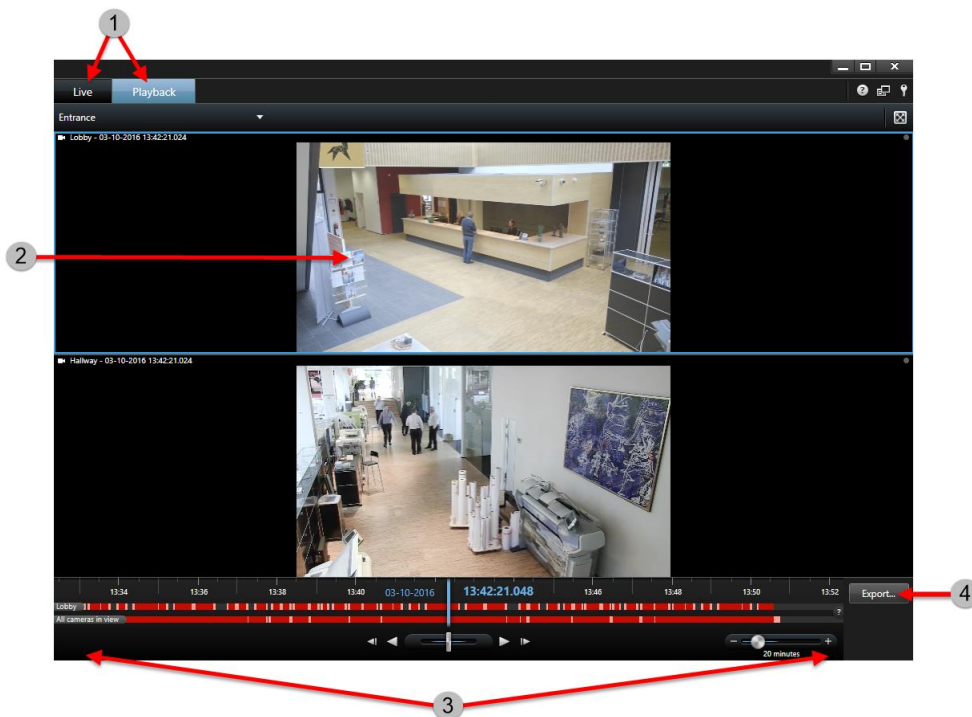 1
Live Playback
Entrance
Lobby - 03-10-2016 13:42:21.024
2
Hallway - 03-10-2016 13:42:21.024
13:34 13:36 13:38 13:40 03-10-2016 13:42:21.048 13:46 13:48 13:50 13:52 Export... 4
Lobby
All cameras in view
20 minutes
3